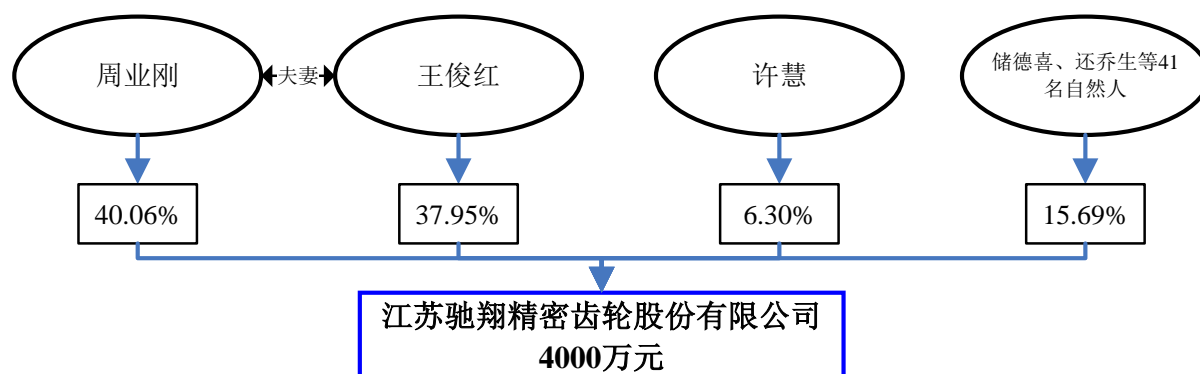 周业刚
夫妻
王俊红
许慧
储德喜、还乔生等41
名自然人
40.06%
37.95%
6.30%
15.69%
江苏驰翔精密齿轮股份有限公司
4000万元